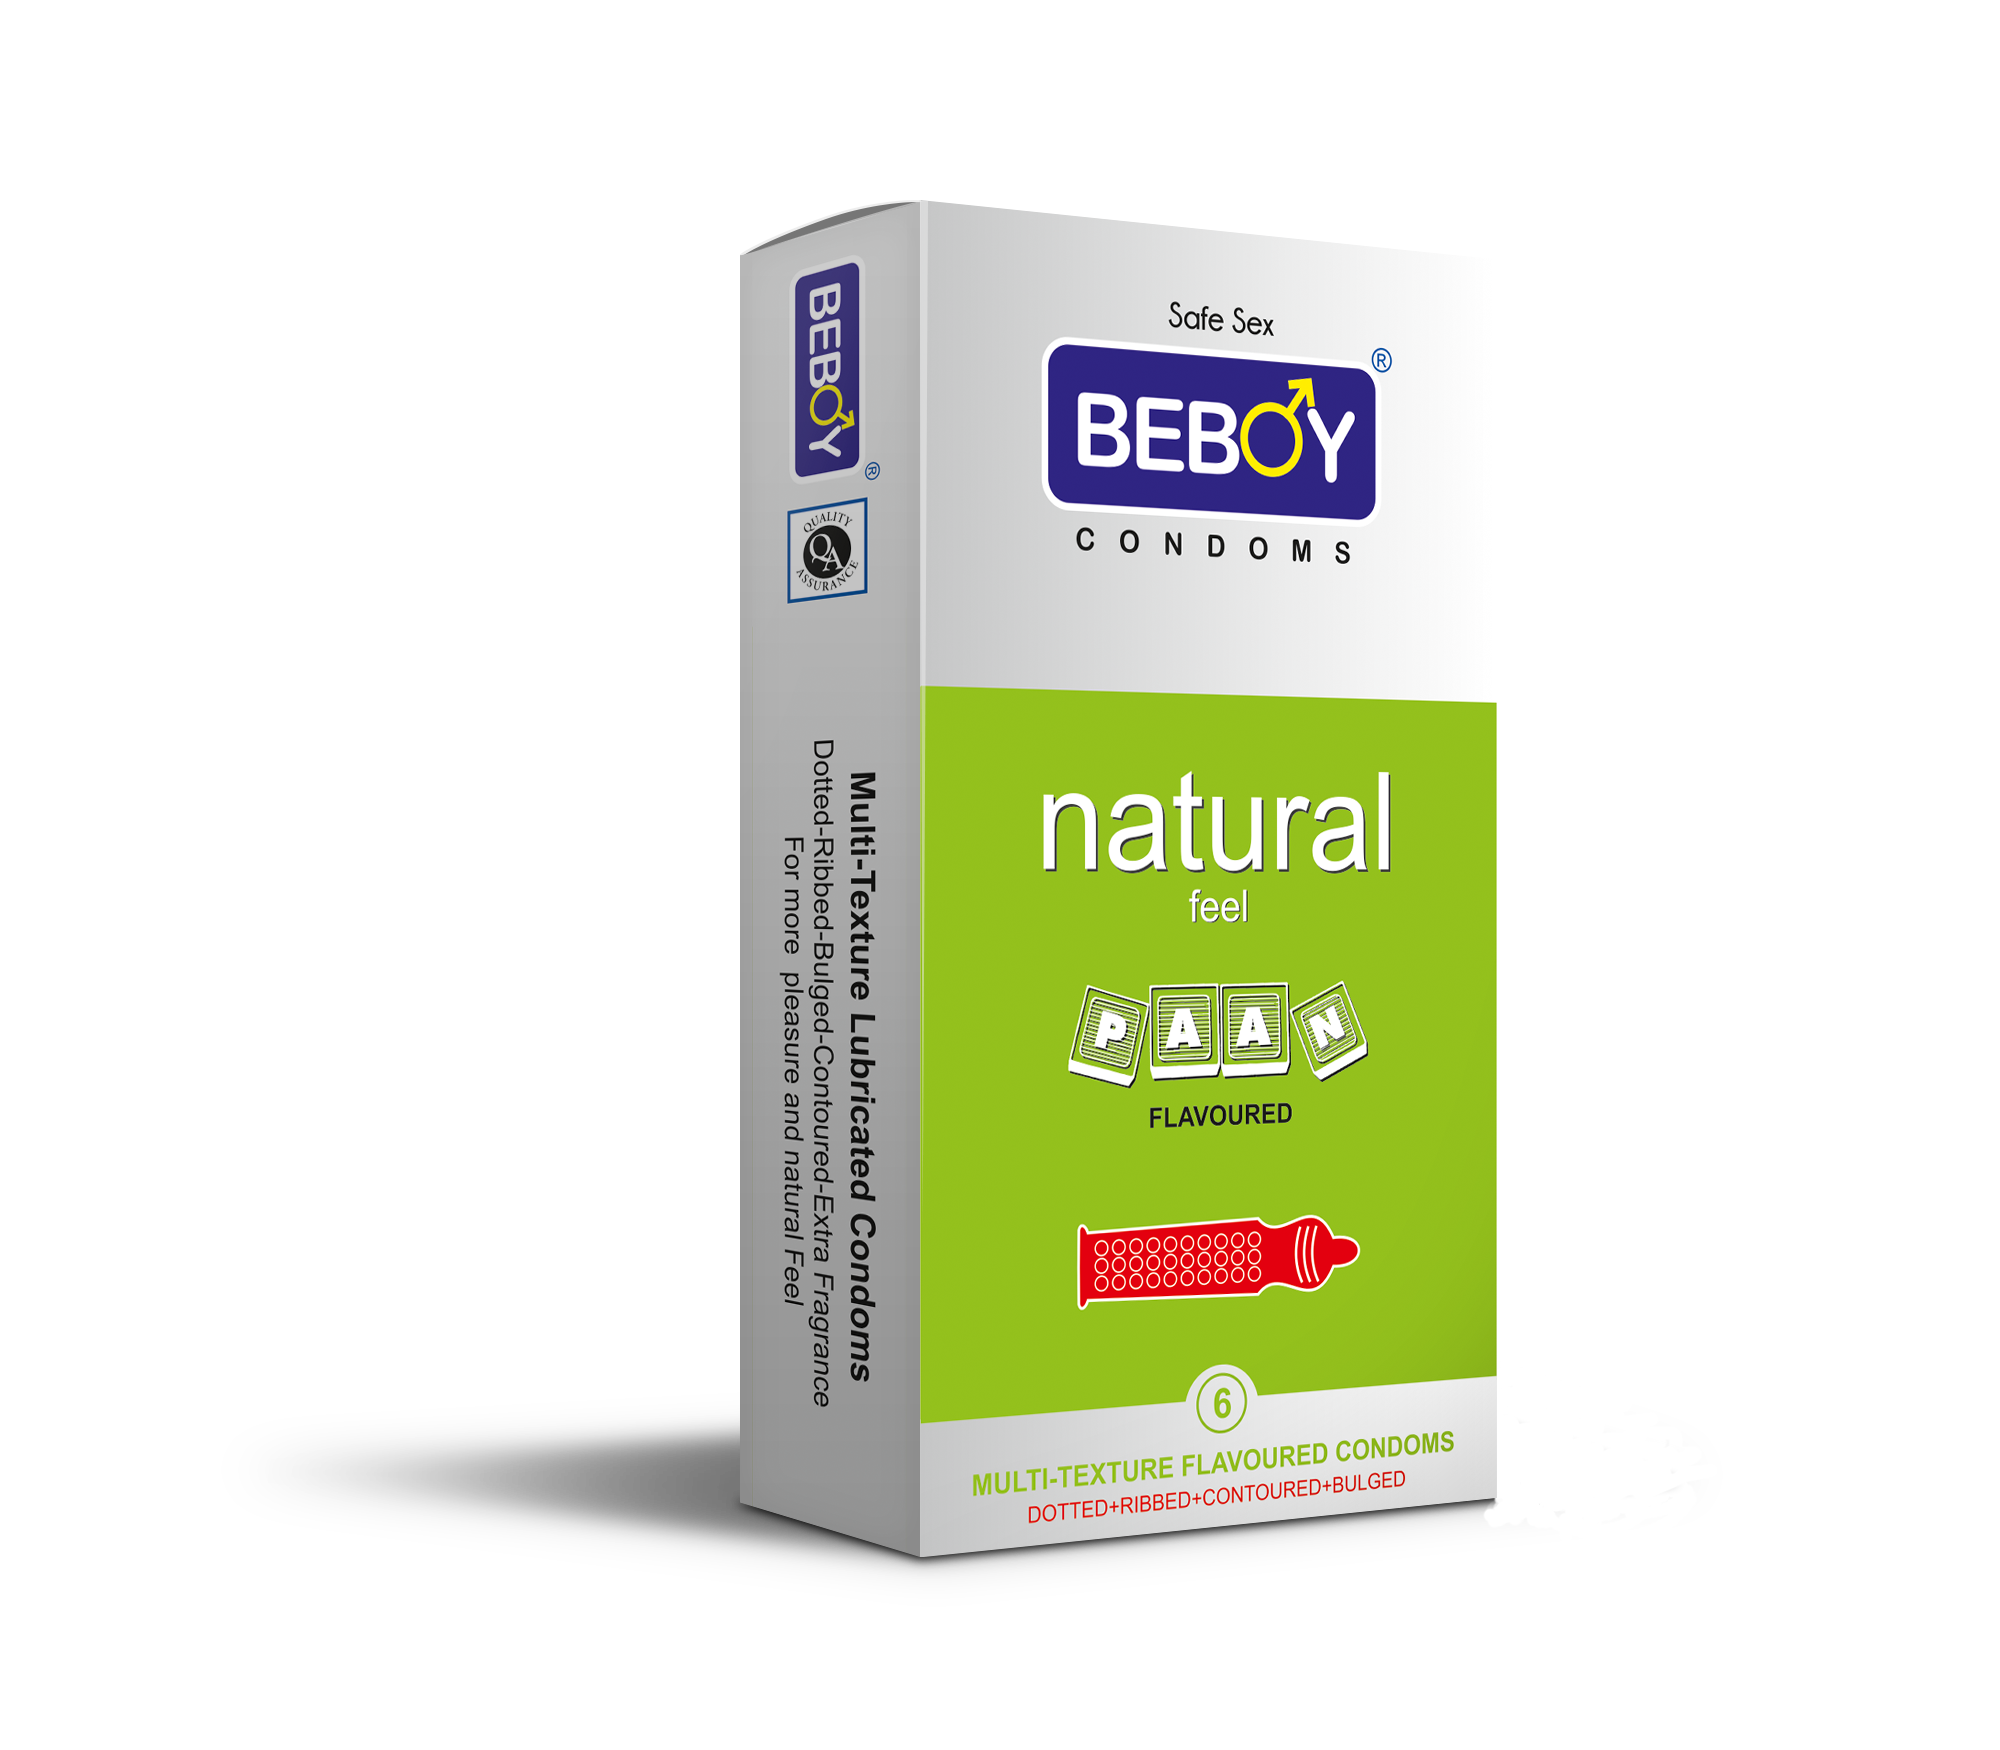 Safe Sex
BEBOY®
CONDOMS
natural
feel
PAAN
FLAVOURED
6
MULTI-TEXTURE FLAVOURED CONDOMS
DOTTED+RIBBED+CONTOURED+BULGED
BEBOY®
QUALITY
QA
ASSURANCE
Multi-Texture Lubricated Condoms
Dotted-Ribbed-Bulged-Contoured-Extra Fragrance
For more pleasure and natural Feel